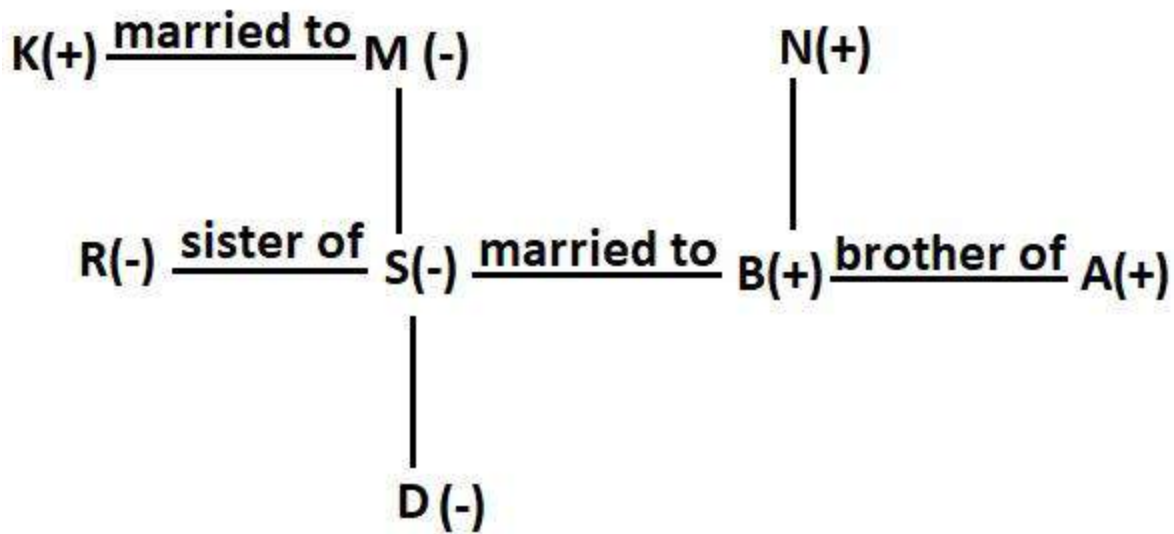 K(+) married to M (-) N(+)
R(-) sister of S(-) married to B(+) brother of A(+)
D (-)